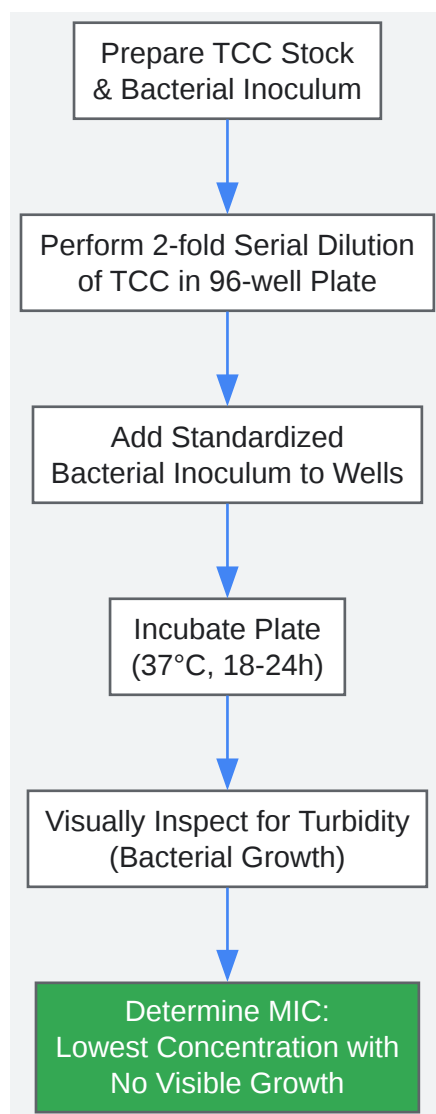 Prepare TCC Stock
& Bacterial Inoculum
Perform 2-fold Serial Dilution
of TCC in 96-well Plate
Add Standardized
Bacterial Inoculum to Wells
Incubate Plate
(37°C, 18-24h)
Visually Inspect for Turbidity
(Bacterial Growth)
Determine MIC:
Lowest Concentration with
No Visible Growth